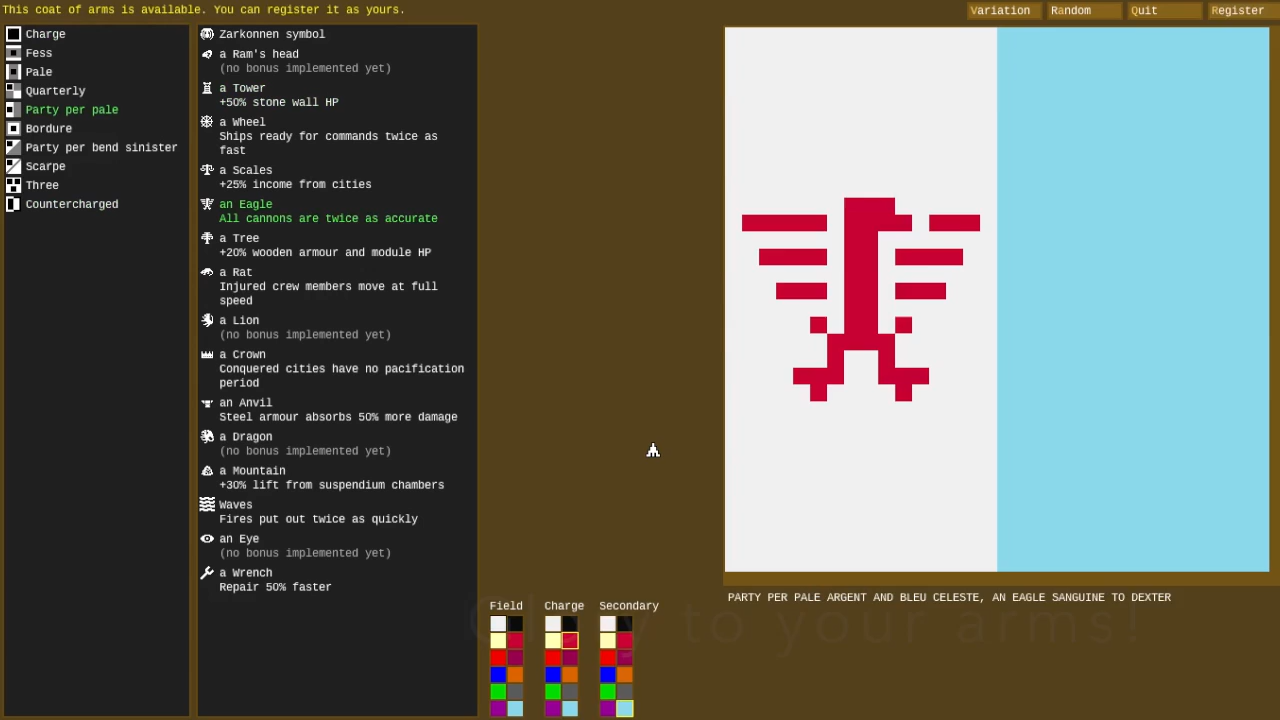 This coat of arms is available. You can register it as yours.
Variation
Random
Quit
Register
Charge
Fess
Pale
Quarterly
Party per pale
Bordure
Party per bend sinister
Scarpe
Three
Countercharged
Zarkonnen symbol
a Ram's head
(no bonus implemented yet)
a Tower
+50% stone wall HP
a Wheel
Ships ready for commands twice as
fast
a Scales
+25% income from cities
an Eagle
All cannons are twice as accurate
a Tree
+20% wooden armour and module HP
a Rat
Injured crew members move at full
speed
a Lion
(no bonus implemented yet)
a Crown
Conquered cities have no pacification
period
an Anvil
Steel armour absorbs 50% more damage
a Dragon
(no bonus implemented yet)
a Mountain
+30% lift from suspendium chambers
Waves
Fires put out twice as quickly
an Eye
(no bonus implemented yet)
a Wrench
Repair 50% faster
Field
Charge
Secondary
PARTY PER PALE ARGENT AND BLEU CELESTE, AN EAGLE SANGUINE TO DEXTER
to your arms!